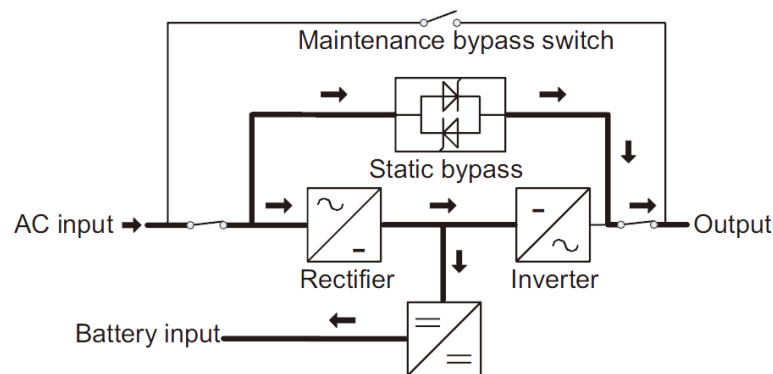 Maintenance bypass switch
Static bypass
AC input
Output
Rectifier
Inverter
Battery input